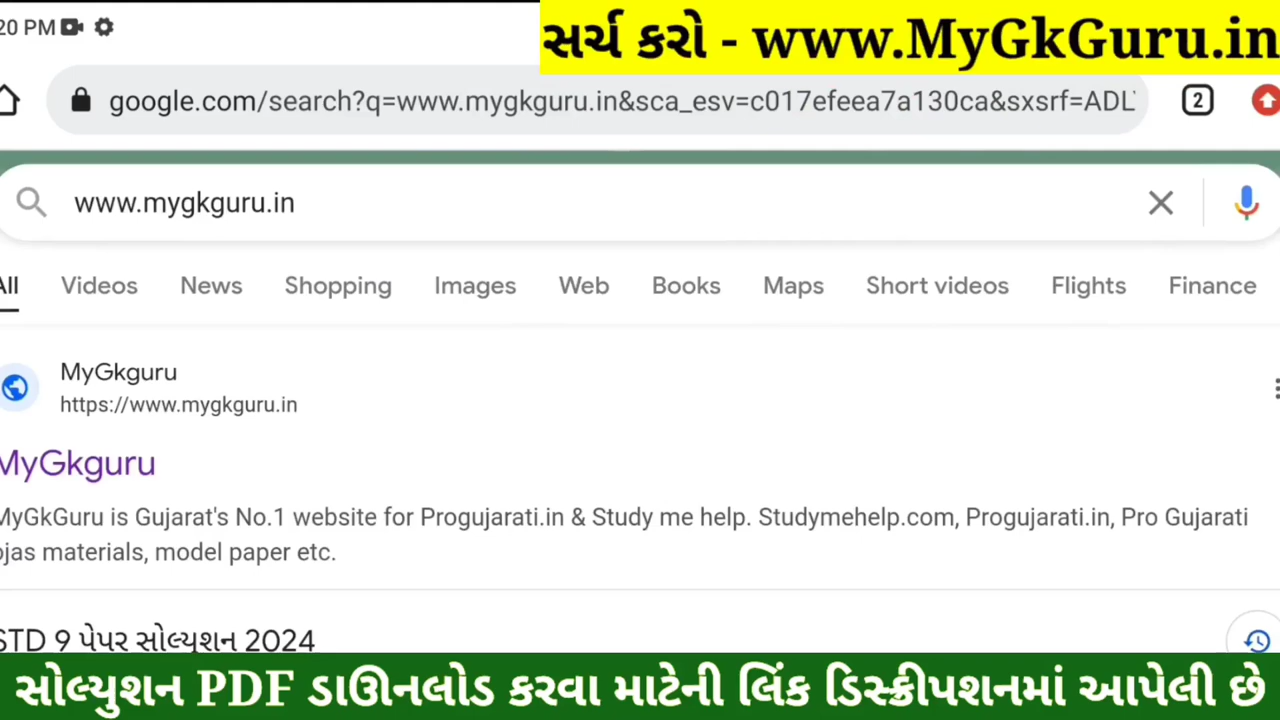 20 PM
સર્ચ કરો - www.MyGkGuru.in
google.com/search?q=www.mygkguru.in&sca_esv=c017efeea7a130ca&sxsrf=ADL
2
www.mygkguru.in
All Videos News Shopping Images Web Books Maps Short videos Flights Finance
MyGkguru
https://www.mygkguru.in
MyGkguru
MyGkGuru is Gujarat's No.1 website for Progujarati.in & Study me help. Studymehelp.com, Progujarati.in, Pro Gujarati
ojas materials, model paper etc.
STD 9 પેપર સોલ્યુશન 2024
સોલ્યુશન PDF ડાઊનલોડ કરવા માટેની લિંક ડિસ્ક્રીપશનમાં આપેલી છે